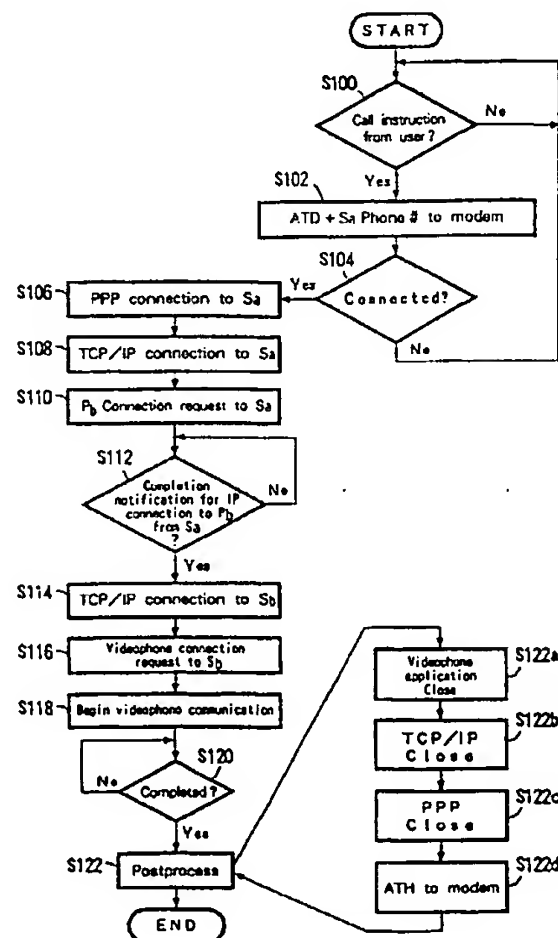 START
S100
Call instruction
from user?
No
Yes
S102
ATD + Sa Phone # to modem
S104
Connected?
Yes
No
S106
PPP connection to Sa
S108
TCP/IP connection to Sa
S110
Pb Connection request to Sa
S112
Completion
notification for IP
connection to Pb
from Sa
?
No
Yes
S114
TCP/IP connection to Sb
S116
Videophone connection
request to Sb
S118
Begin videophone communication
S120
Completed?
No
Yes
S122
Postprocess
END
S122a
Videophone
application
Close
S122b
TCP/IP
Close
S122c
PPP
Close
S122d
ATH to modem